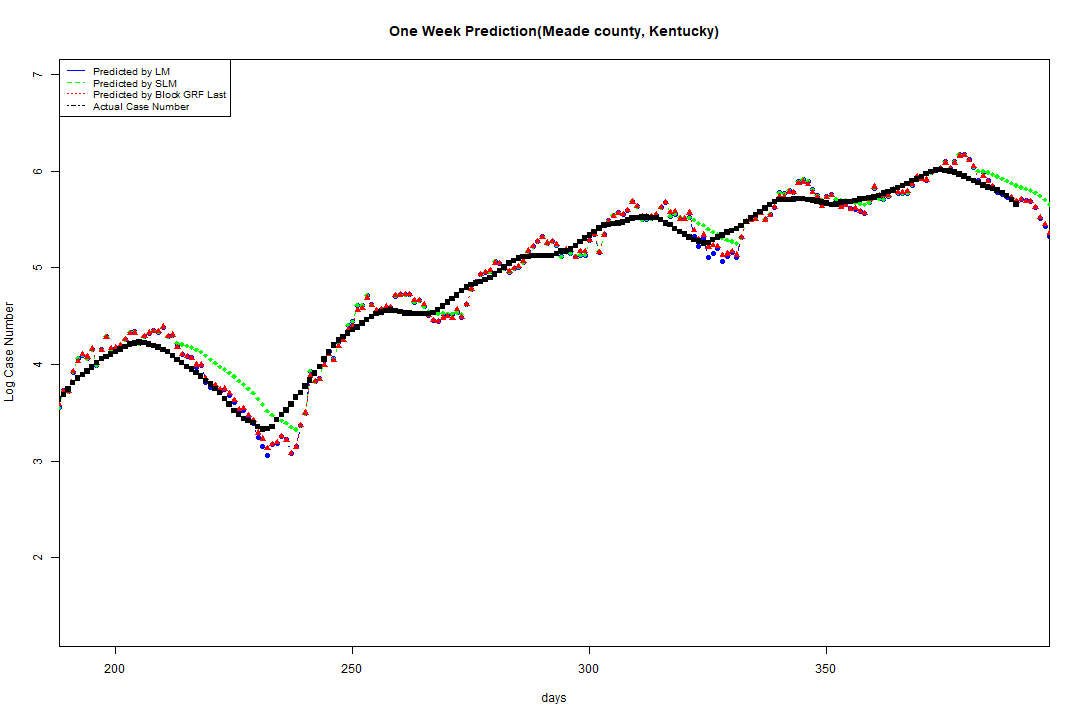 One Week Prediction(Meade county, Kentucky)
Predicted by LM
Predicted by SLM
Predicted by Block GRF Last
Actual Case Number
7
6
5
4
3
2
Log Case Number
200 250 300 350
days